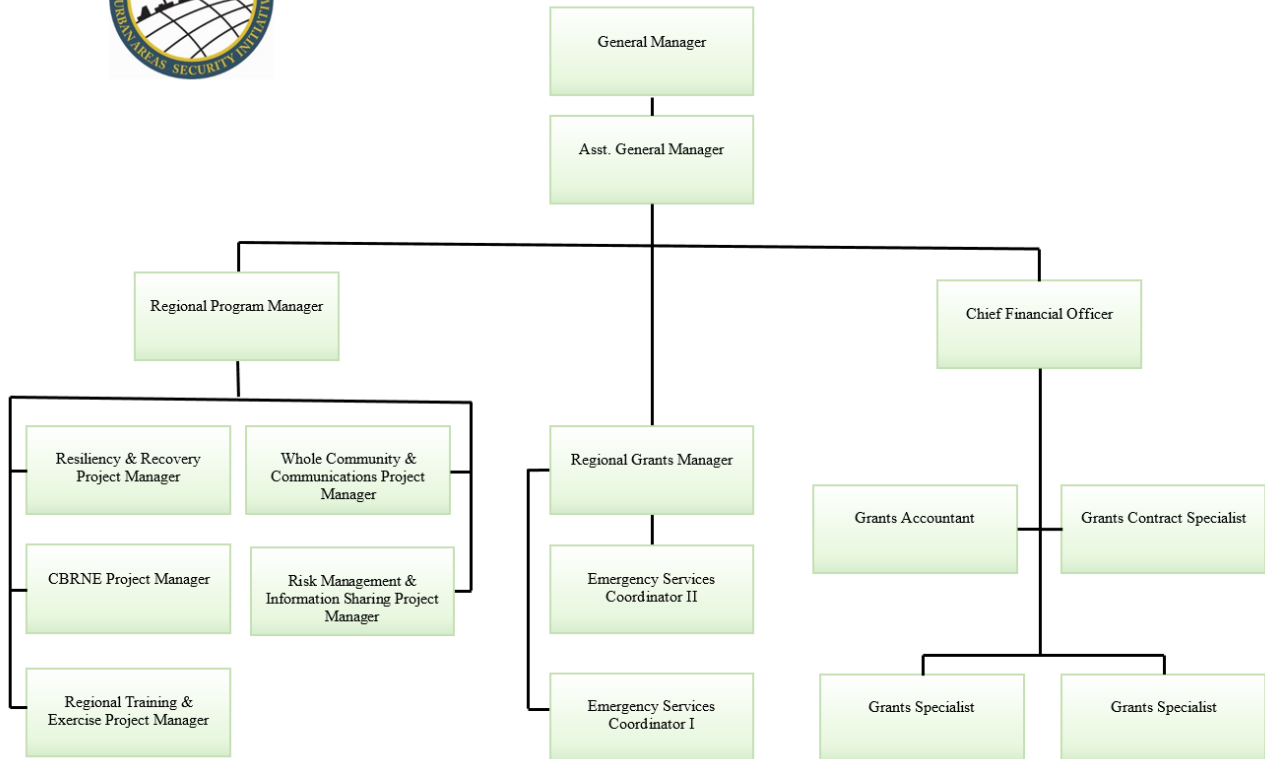 URBAN AREAS SECURITY INITIATIVE
General Manager
Asst. General Manager
Regional Program Manager
Chief Financial Officer
Resiliency & Recovery
Project Manager
Whole Community &
Communications Project
Manager
Regional Grants Manager
Grants Accountant
Grants Contract Specialist
CBRNE Project Manager
Risk Management &
Information Sharing Project
Manager
Emergency Services
Coordinator II
Regional Training &
Exercise Project Manager
Emergency Services
Coordinator I
Grants Specialist
Grants Specialist